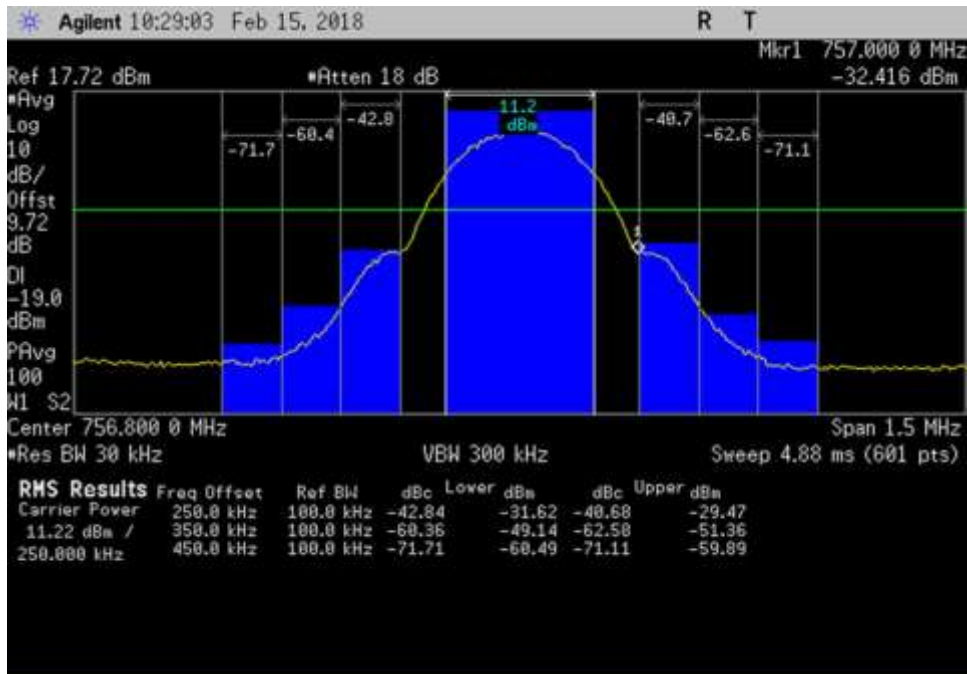 Agilent 10:29:03 Feb 15, 2018 R T
Mkr1 757.000 0 MHz
Ref 17.72 dBm #Atten 18 dB -32.416 dBm
#Avg
Log
10
dB/
Offst
9.72
dB
DI
-19.0
dBm
PAvg
100
W1 S2
-71.7
-60.4
-42.8
11.2
dBm
-40.7
-62.6
-71.1
1
Center 756.800 0 MHz Span 1.5 MHz
#Res BW 30 kHz VBW 300 kHz Sweep 4.88 ms (601 pts)
RMS Results Freq Offset Ref BW dBc Lower dBm dBc Upper dBm
Carrier Power 250.0 kHz 100.0 kHz -42.84 -31.62 -40.68 -29.47
11.22 dBm / 350.0 kHz 100.0 kHz -60.36 -49.14 -62.58 -51.36
250.000 kHz 450.0 kHz 100.0 kHz -71.71 -60.49 -71.11 -59.89